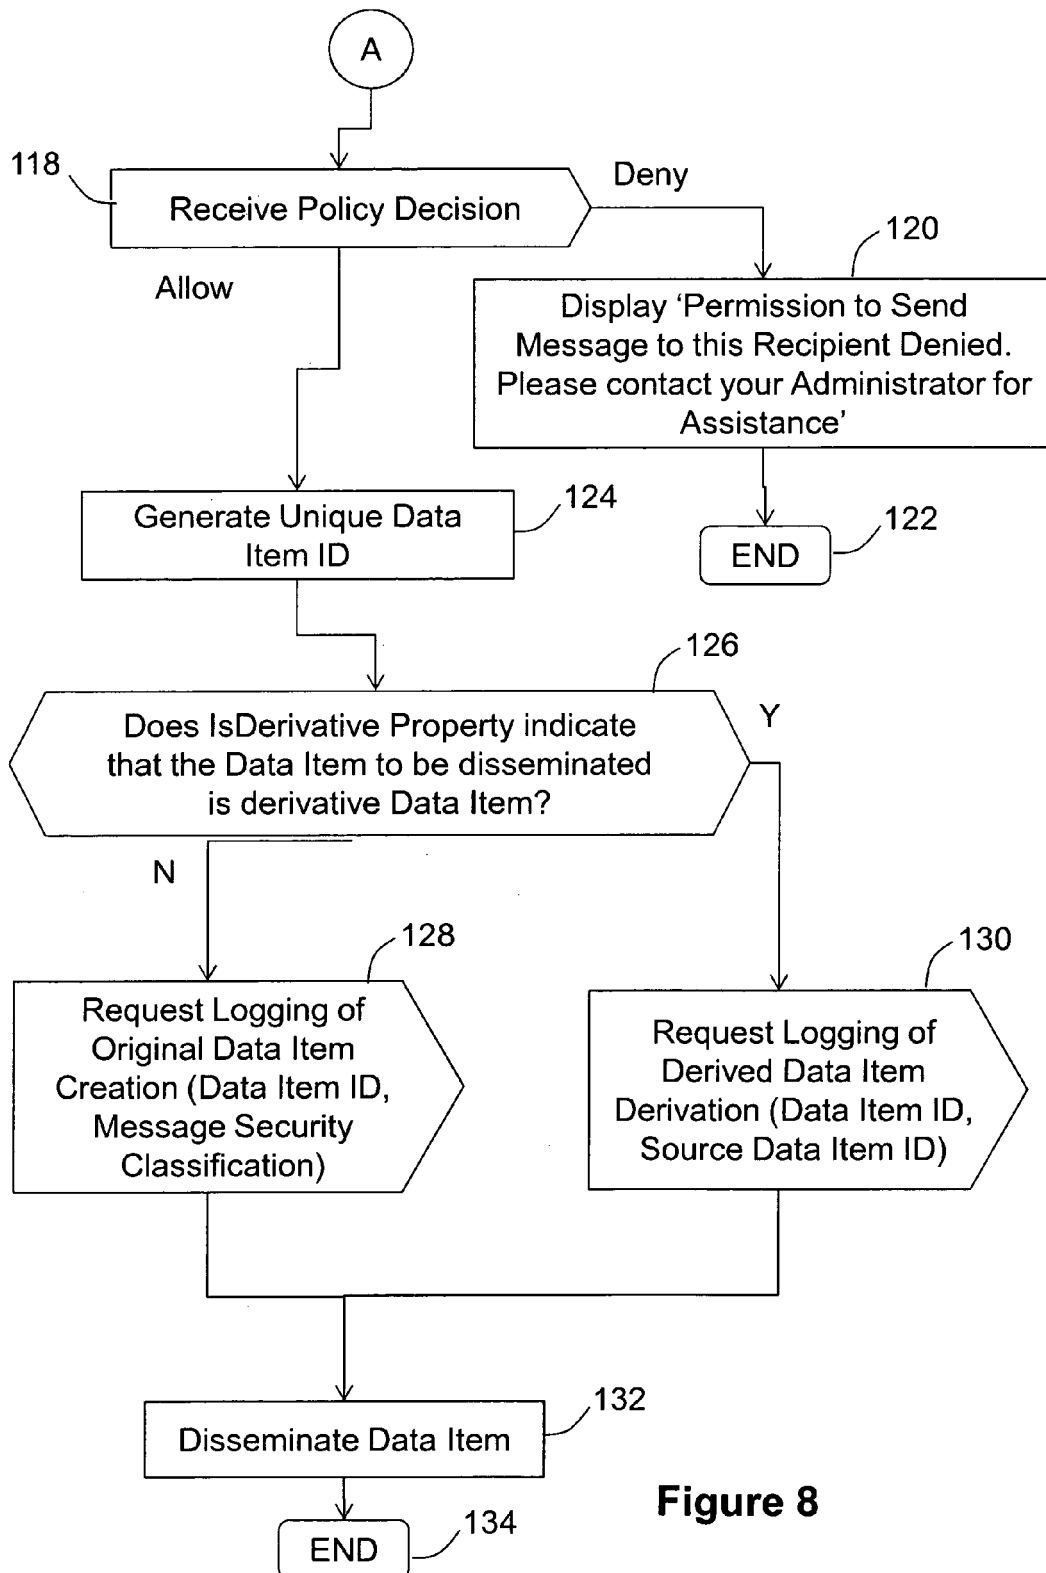 A
118
Receive Policy Decision
Deny
Allow
120
Display ‘Permission to Send
Message to this Recipient Denied.
Please contact your Administrator for
Assistance’
124
Generate Unique Data
Item ID
122
END
126
Does IsDerivative Property indicate
that the Data Item to be disseminated
is derivative Data Item?
Y
N
128
Request Logging of
Original Data Item
Creation (Data Item ID,
Message Security
Classification)
130
Request Logging of
Derived Data Item
Derivation (Data Item ID,
Source Data Item ID)
132
Disseminate Data Item
Figure 8
134
END